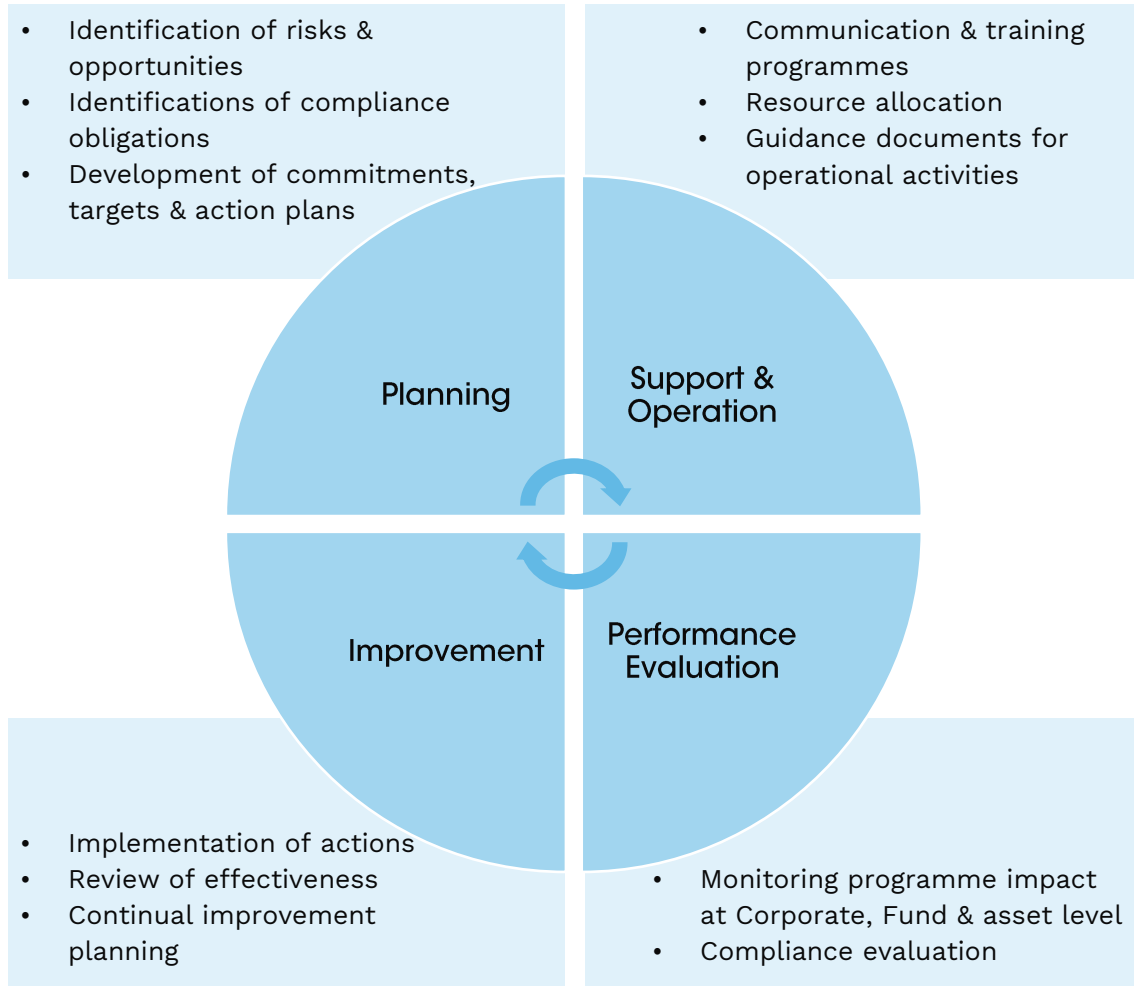 • Identification of risks &
opportunities
• Identifications of compliance
obligations
• Development of commitments,
targets & action plans
• Communication & training
programmes
• Resource allocation
• Guidance documents for
operational activities
Planning
Support &
Operation
Improvement
Performance
Evaluation
• Implementation of actions
• Review of effectiveness
• Continual improvement
planning
• Monitoring programme impact
at Corporate, Fund & asset level
• Compliance evaluation